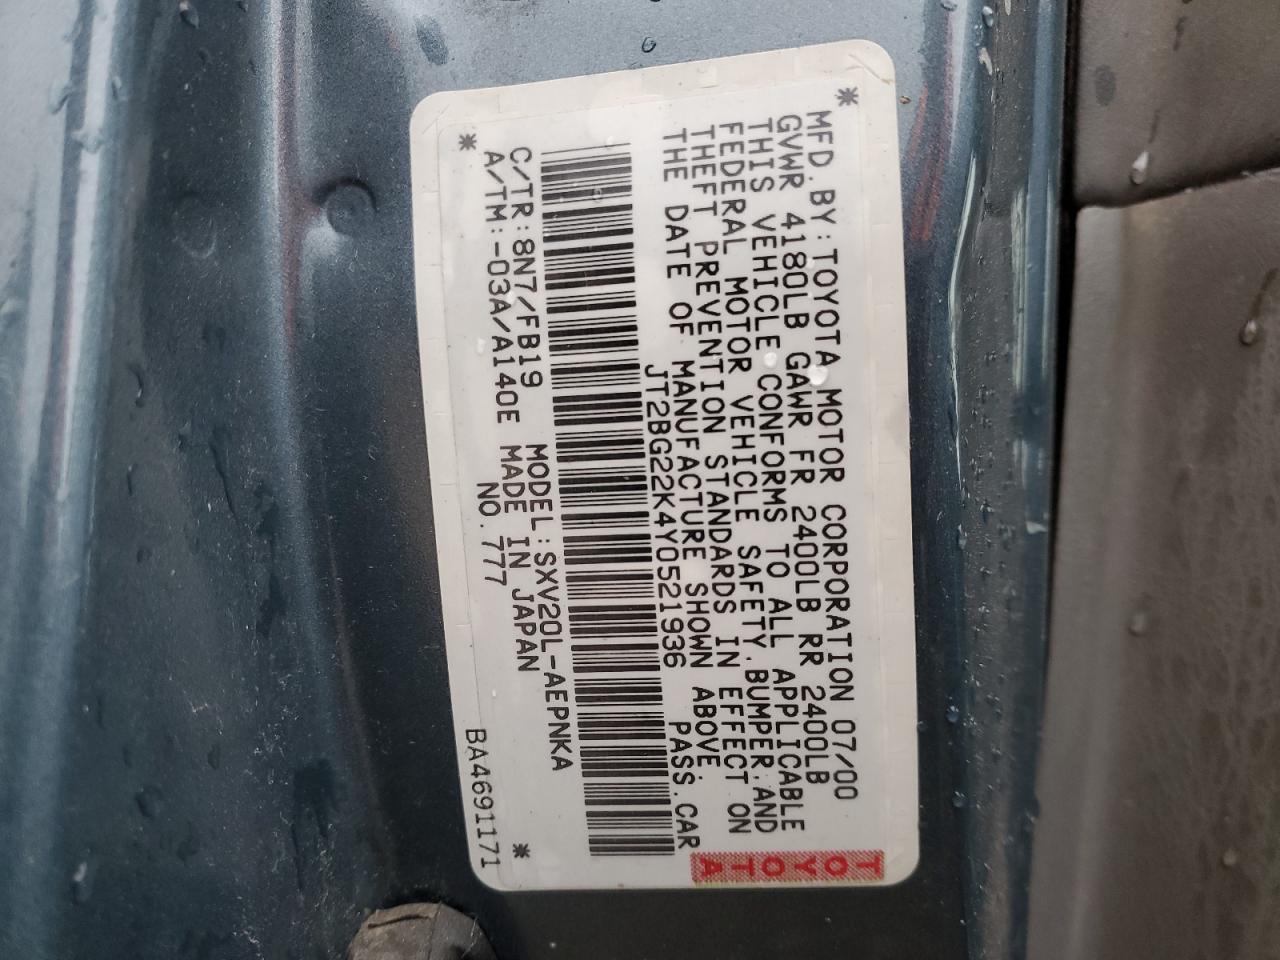 * MFD. BY: TOYOTA MOTOR CORPORATION 07/00
GVWR 4180LB GAWR FR 2400LB RR 2400LB
THIS VEHICLE CONFORMS TO ALL APPLICABLE
FEDERAL MOTOR VEHICLE SAFETY, BUMPER, AND
THEFT PREVENTION STANDARDS IN EFFECT ON
THE DATE OF MANUFACTURE SHOWN ABOVE.
JT2BG22K4Y0521936 PASS.CAR
TOYOTA
C/TR:8N7/FB19 MODEL:SXV20L-AEPNKA
A/TM:-03A/A140E MADE IN JAPAN
* NO.777 *
BA4691171